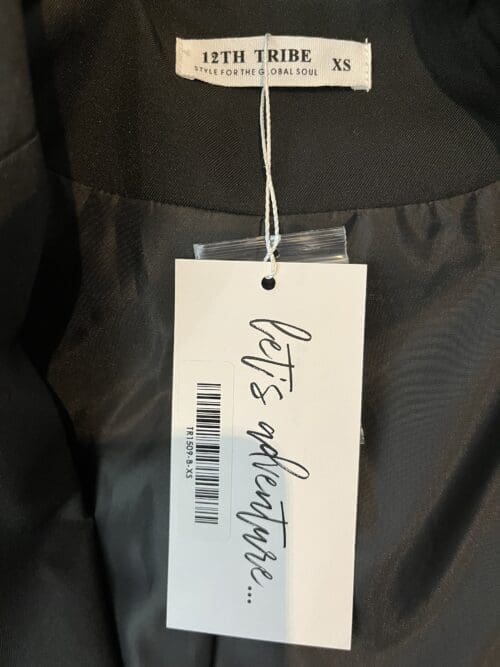 12TH TRIBE
STYLE FOR THE GLOBAL SOUL
XS
let's adventure...
TR1509-B-XS